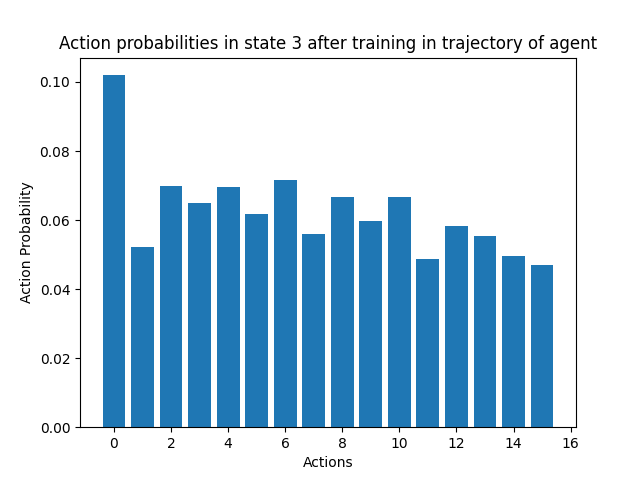 Action probabilities in state 3 after training in trajectory of agent
0.10
0.08
0.06
0.04
0.02
0.00
Action Probability
0 2 4 6 8 10 12 14 16
Actions